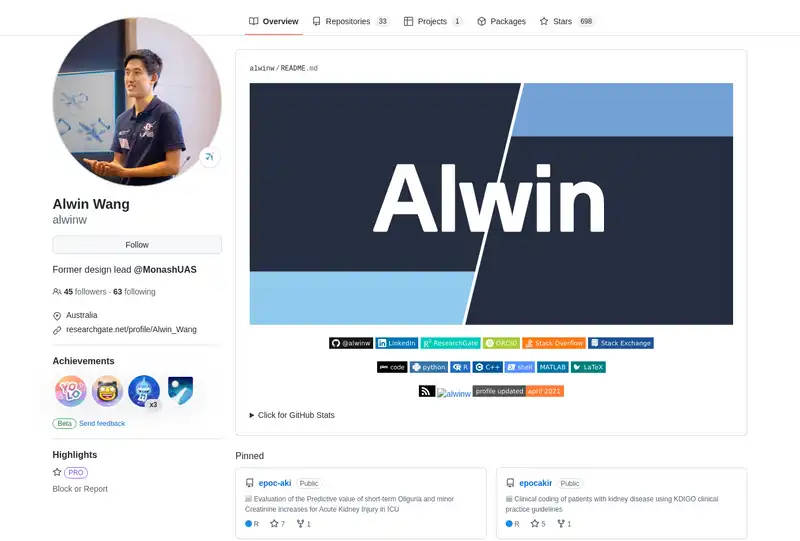 Overview
Repositories 33
Projects 1
Packages
Stars 698
alwinw/README.md
Alwin
Alwin Wang
alwinw
Follow
Former design lead @MonashUAS
45 followers · 63 following
Australia
researchgate.net/profile/Alwin_Wang
Achievements
YOLO
x3
Beta Send feedback
Highlights
PRO
Block or Report
@alwinw LinkedIn ResearchGate ORCID Stack Overflow Stack Exchange
code python R C++ shell MATLAB LaTeX
alwinw profile updated april 2021
Click for GitHub Stats
Pinned
epoc-aki Public
Evaluation of the Predictive value of short-term Oliguria and minor
Creatinine increases for Acute Kidney Injury in ICU
R 7 1
epocakir Public
Clinical coding of patients with kidney disease using KDIGO clinical
practice guidelines
R 5 1